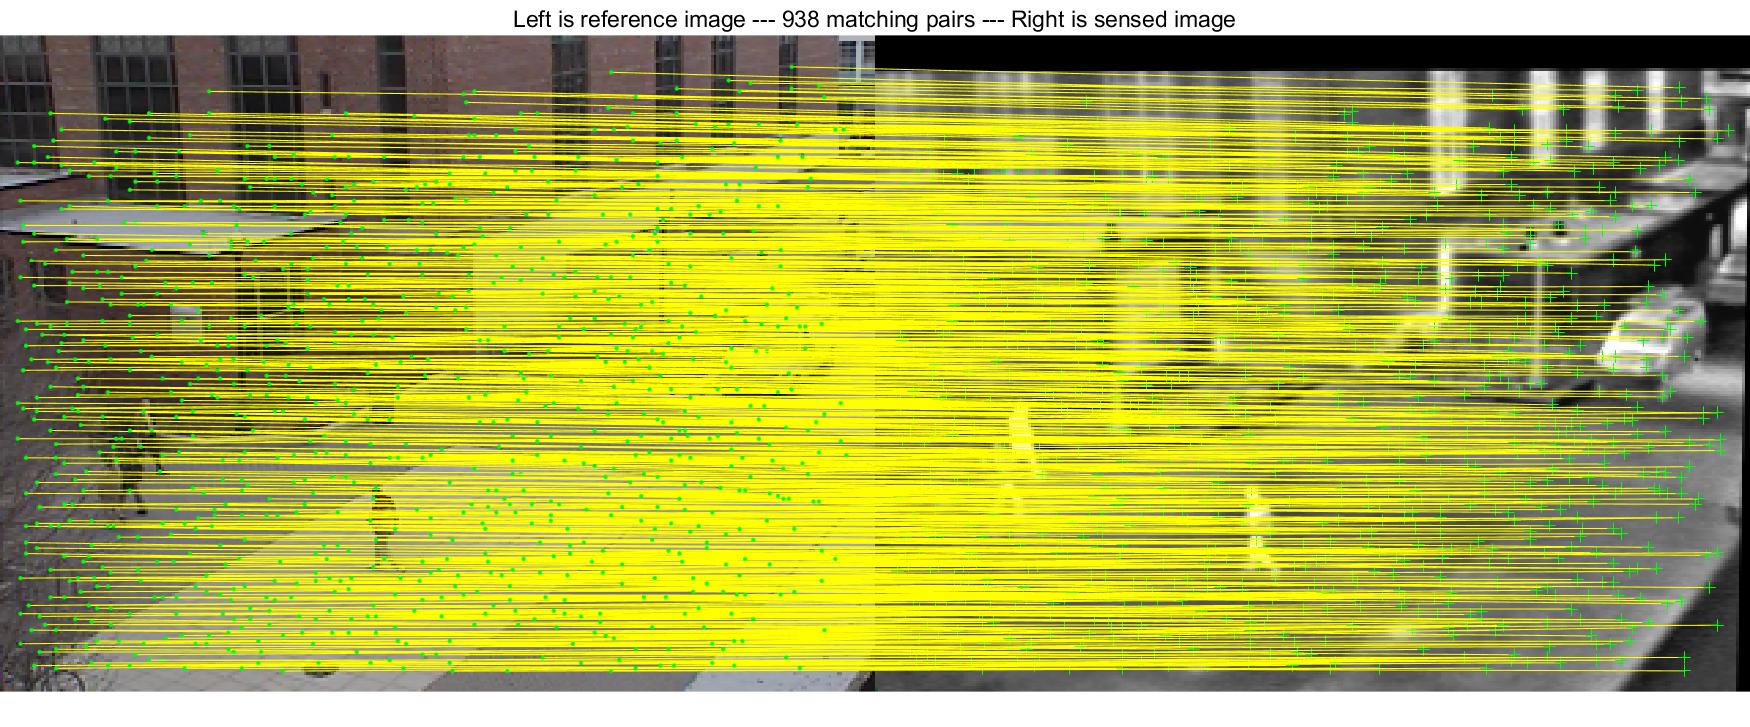 Left is reference image --- 938 matching pairs --- Right is sensed image